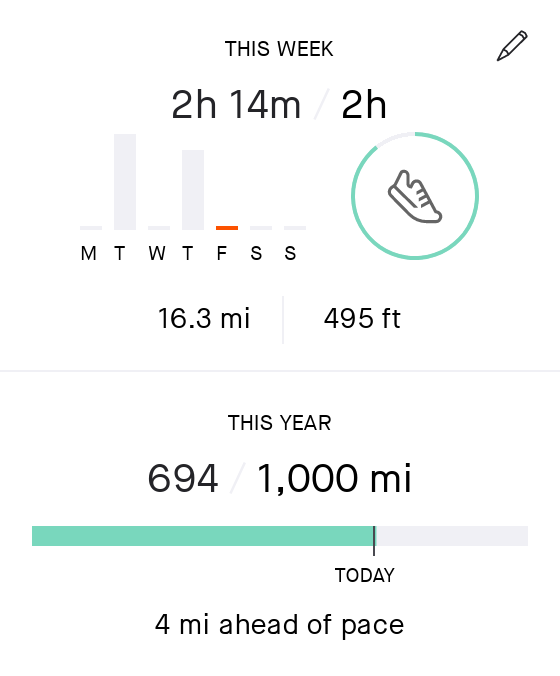 THIS WEEK
2h 14m / 2h
M T W T F S S
16.3 mi | 495 ft
THIS YEAR
694 / 1,000 mi
TODAY
4 mi ahead of pace